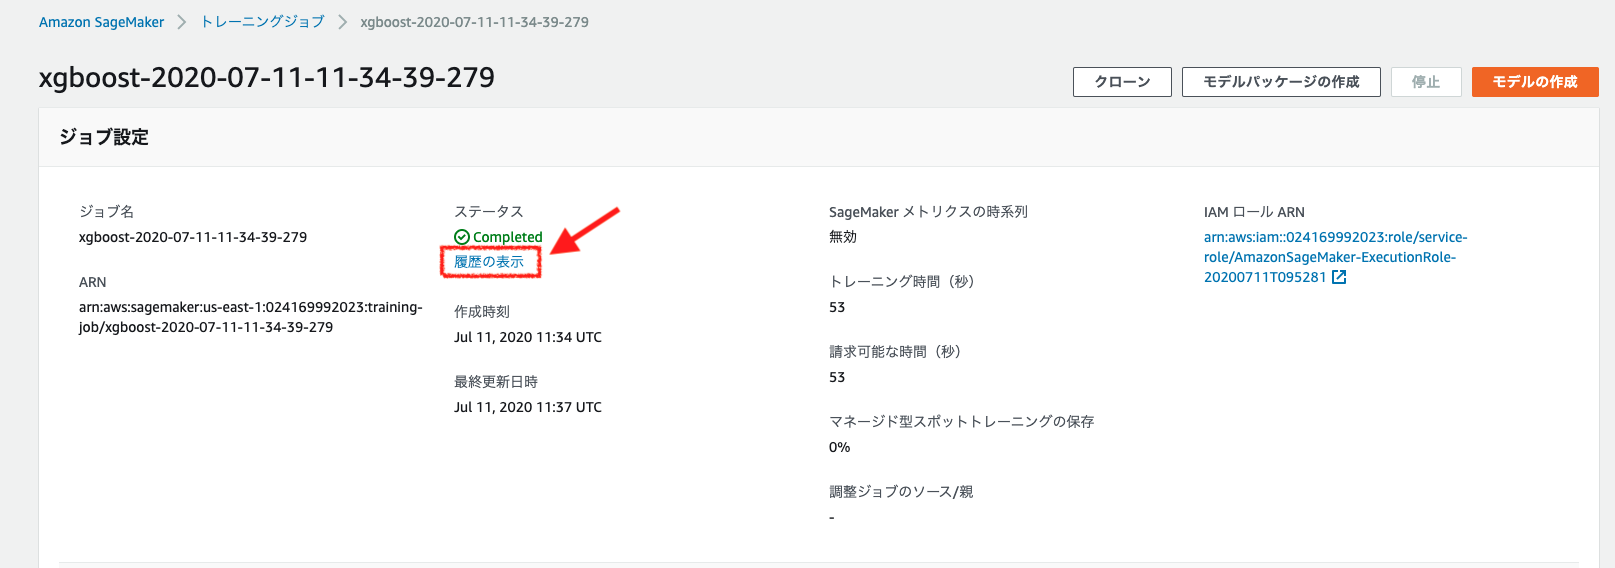 Amazon SageMaker > トレーニングジョブ > xgboost-2020-07-11-11-34-39-279
xgboost-2020-07-11-11-34-39-279
クローン
モデルパッケージの作成
停止
モデルの作成
ジョブ設定
ジョブ名
xgboost-2020-07-11-11-34-39-279
ARN
arn:aws:sagemaker:us-east-1:024169992023:training-
job/xgboost-2020-07-11-11-34-39-279
ステータス
Completed
履歴の表示
作成時刻
Jul 11, 2020 11:34 UTC
最終更新日時
Jul 11, 2020 11:37 UTC
SageMaker メトリクスの時系列
無効
トレーニング時間（秒）
53
請求可能な時間（秒）
53
マネージド型スポットトレーニングの保存
0%
調整ジョブのソース/親
-
IAM ロール ARN
arn:aws:iam::024169992023:role/service-
role/AmazonSageMaker-ExecutionRole-
20200711T095281